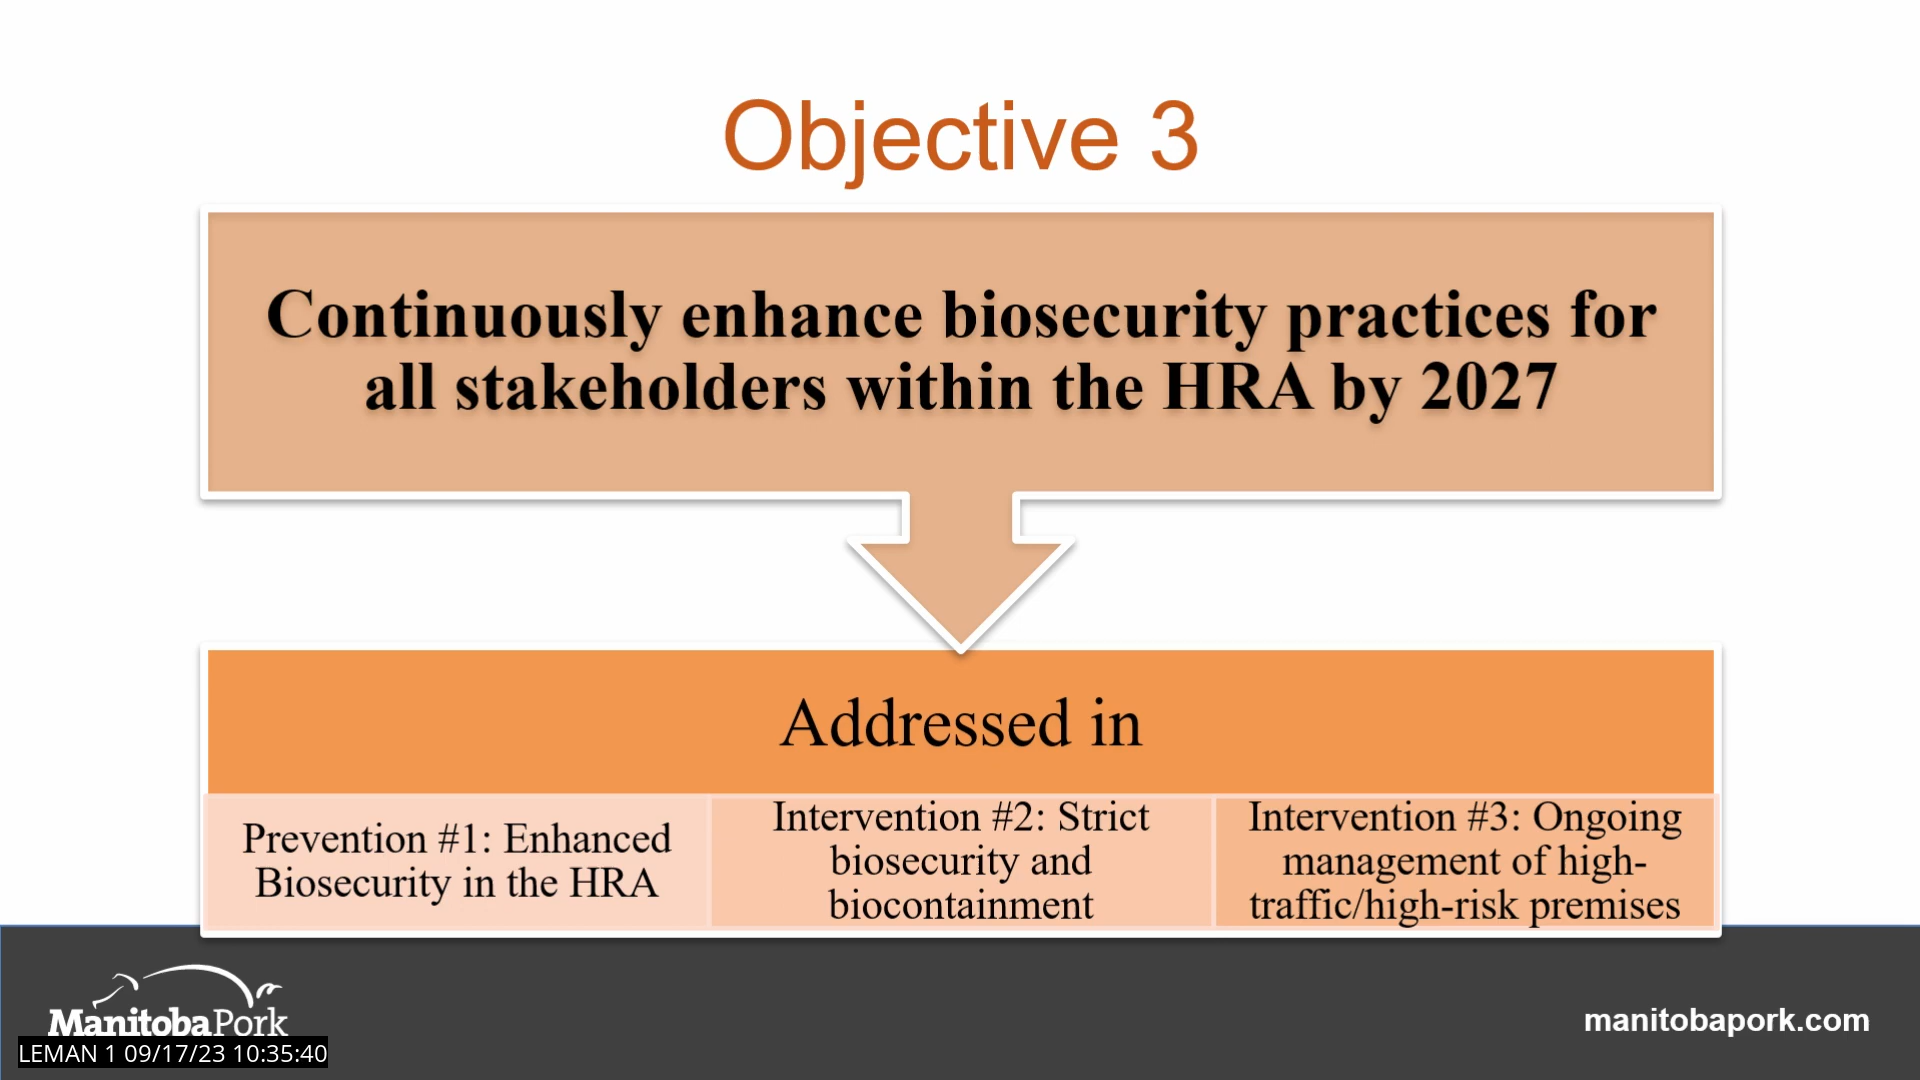 Objective 3
Continuously enhance biosecurity practices for
all stakeholders within the HRA by 2027
Addressed in
Prevention #1: Enhanced
Biosecurity in the HRA
Intervention #2: Strict
biosecurity and
biocontainment
Intervention #3: Ongoing
management of high-
traffic/high-risk premises
ManitobaPork
LEMAN 1 09/17/23 10:35:40
manitobapork.com